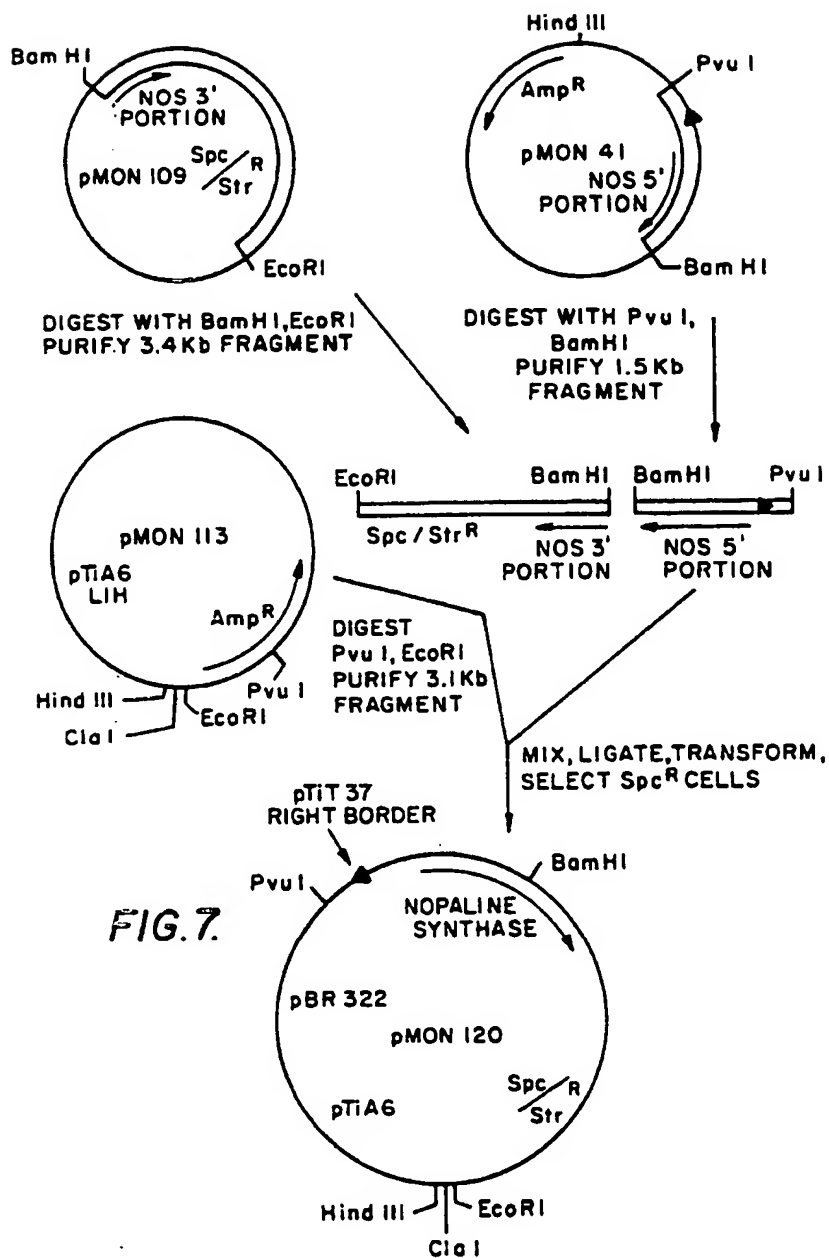 Bam HI
NOS 3'
PORTION
pMON 109
Spc/Str R
EcoRI
DIGEST WITH BamHI, EcoRI
PURIFY 3.4Kb FRAGMENT
Hind III
AmpR
Pvu I
pMON 41
NOS 5'
PORTION
Bam HI
DIGEST WITH Pvu I,
BamHI
PURIFY 1.5Kb
FRAGMENT
EcoRI
BamHI
BamHI
Pvu I
Spc / StrR
NOS 3'
PORTION
NOS 5'
PORTION
pMON 113
pTiA6
LIH
AmpR
Pvu I
EcoRI
Hind III
Cla I
DIGEST
Pvu I, EcoRI
PURIFY 3.1Kb
FRAGMENT
MIX, LIGATE, TRANSFORM,
SELECT SpcR CELLS
pTiT 37
RIGHT BORDER
Pvu I
BamHI
NOPALINE
SYNTHASE
FIG. 7.
pBR 322
pMON 120
pTiA6
Spc/Str R
Hind III
EcoRI
Cla I